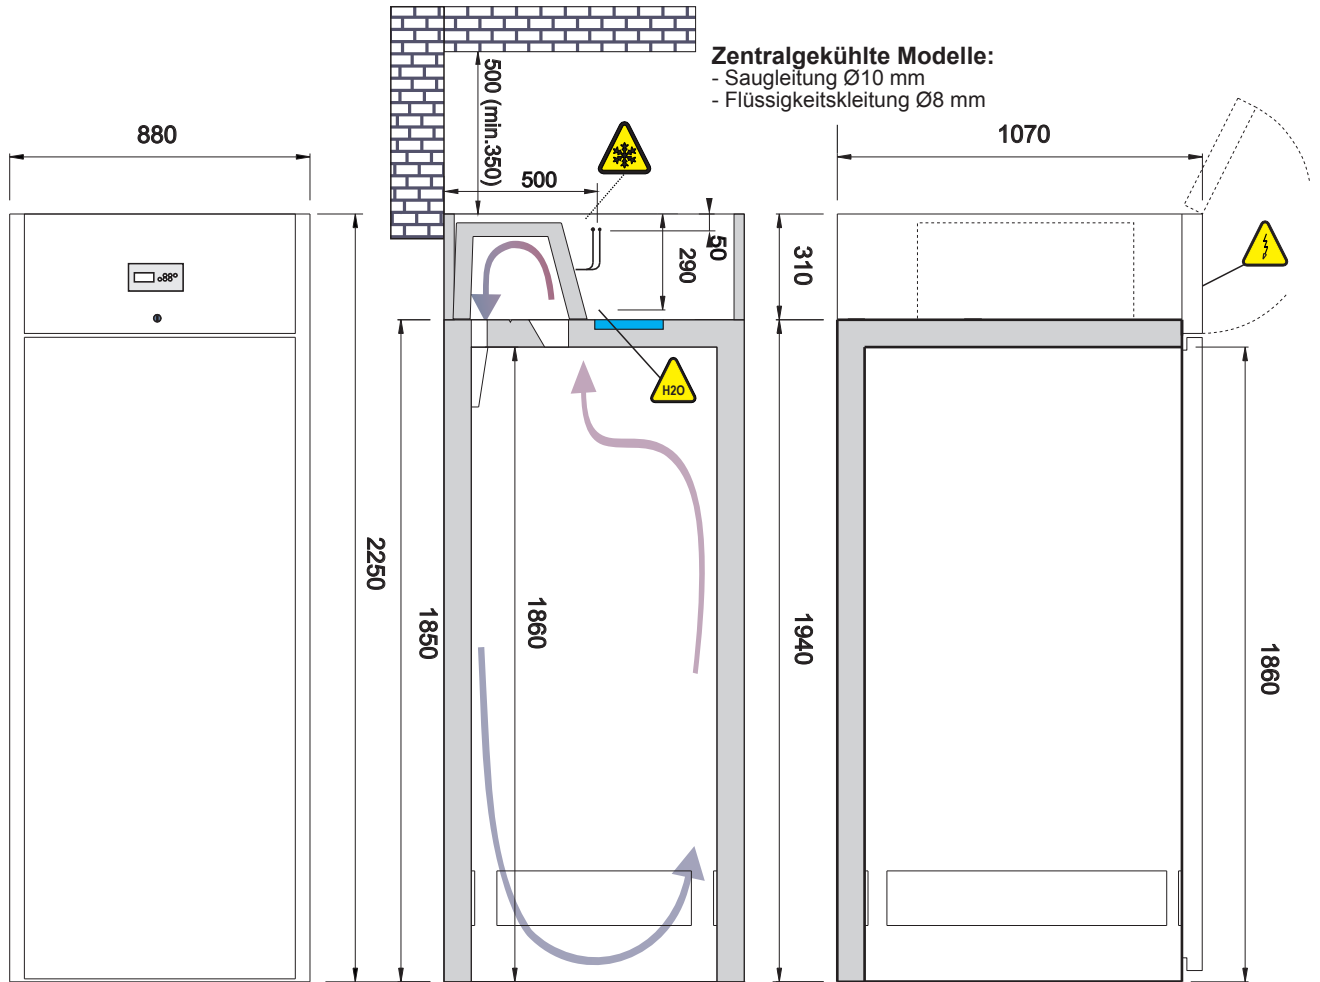 Zentralgekühlte Modelle:
- Saugleitung Ø10 mm
- Flüssigkeitskleitung Ø8 mm
880
500 (min.350)
500
1070
50
290
310
88°
H2O
2250
1850
1860
1940
1860